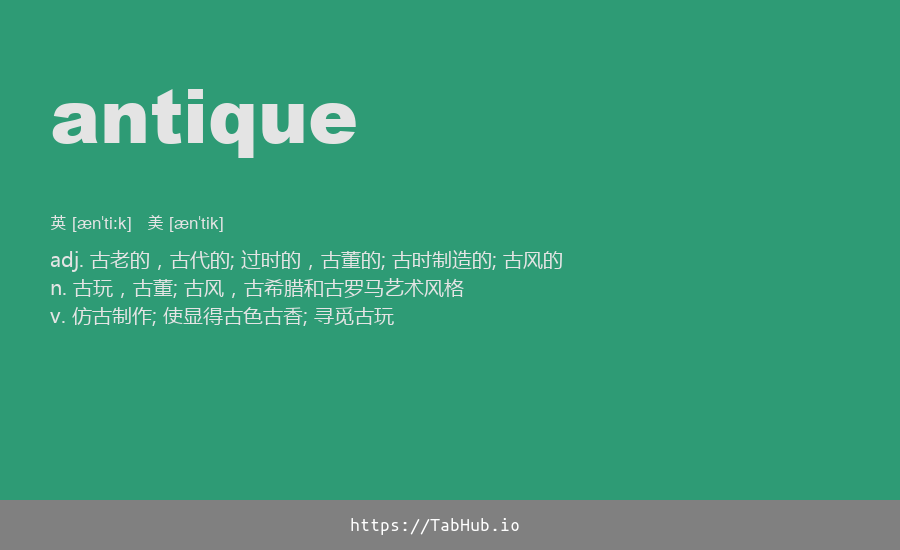 antique
英 [æn'ti:k] 美 [æn'tik]
adj. 古老的，古代的; 过时的，古董的; 古时制造的; 古风的
n. 古玩，古董; 古风，古希腊和古罗马艺术风格
v. 仿古制作; 使显得古色古香; 寻觅古玩
https://TabHub.io